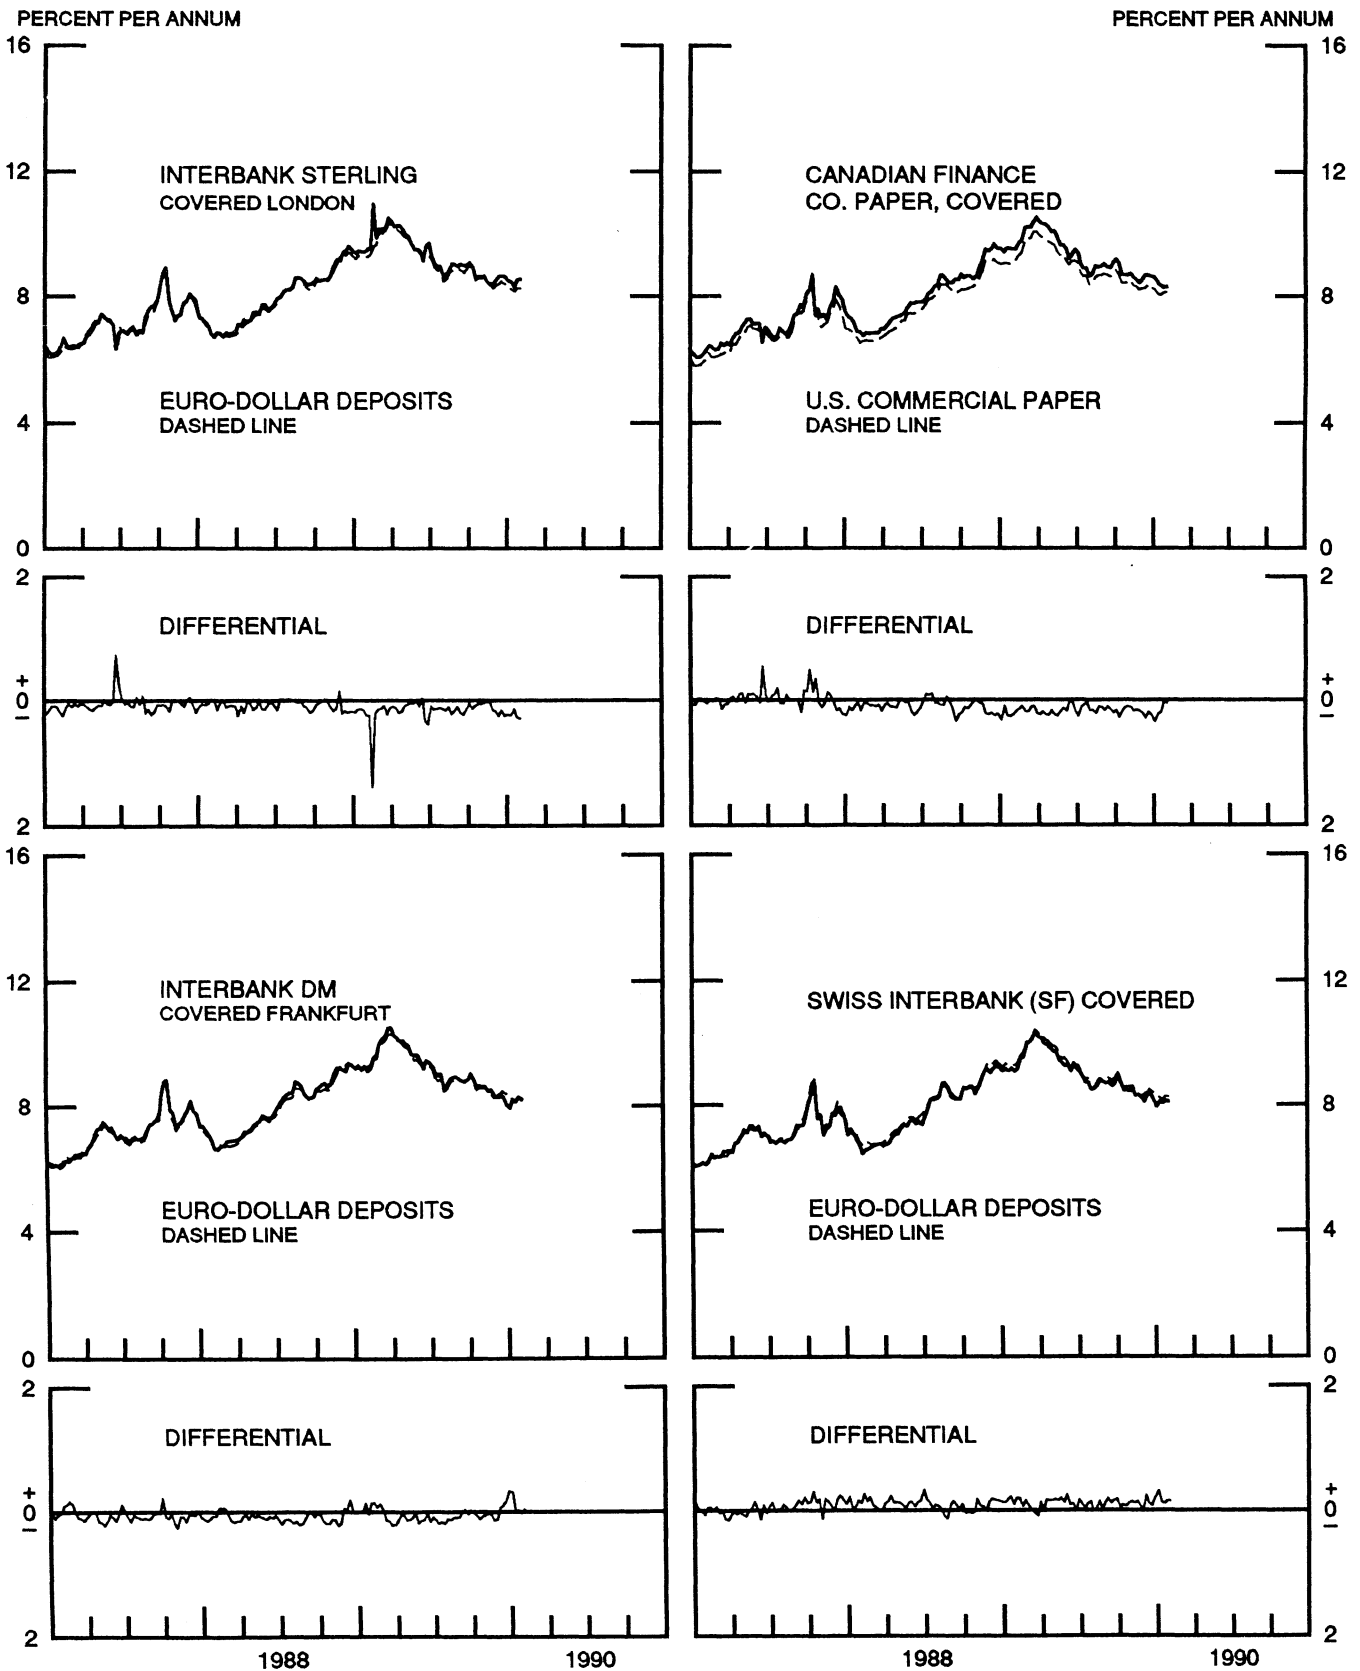 PERCENT PER ANNUM
PERCENT PER ANNUM
16
12
8
4
0
INTERBANK STERLING
COVERED LONDON
EURO-DOLLAR DEPOSITS
DASHED LINE
CANADIAN FINANCE
CO. PAPER, COVERED
U.S. COMMERCIAL PAPER
DASHED LINE
16
12
8
4
0
2
+
0
−
2
DIFFERENTIAL
DIFFERENTIAL
2
+
0
−
2
16
12
8
4
0
INTERBANK DM
COVERED FRANKFURT
EURO-DOLLAR DEPOSITS
DASHED LINE
SWISS INTERBANK (SF) COVERED
EURO-DOLLAR DEPOSITS
DASHED LINE
16
12
8
4
0
2
+
0
−
2
DIFFERENTIAL
DIFFERENTIAL
2
+
0
−
2
1988
1990
1988
1990